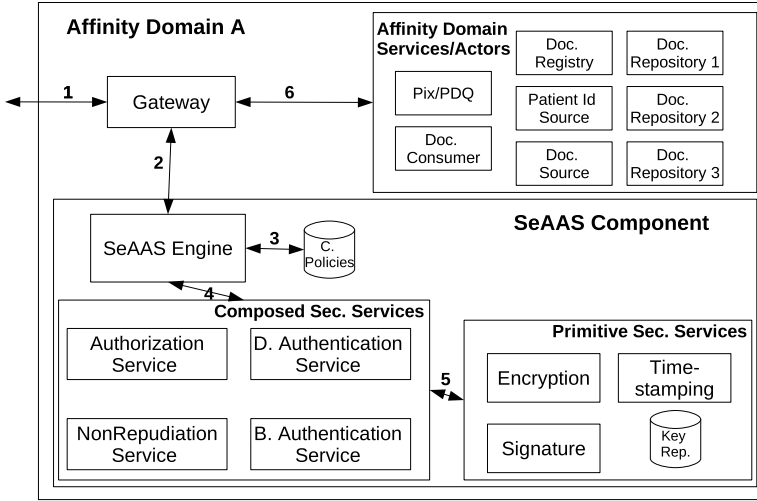 Affinity Domain A
Affinity Domain
Services/Actors
Doc.
Registry
Doc.
Repository 1
1
Gateway
6
Pix/PDQ
Patient Id
Source
Doc.
Repository 2
Doc.
Consumer
2
Doc.
Source
Doc.
Repository 3
SeAAS Component
SeAAS Engine
3
C.
Policies
4
Composed Sec. Services
Authorization
Service
D. Authentication
Service
NonRepudiation
Service
B. Authentication
Service
5
Primitive Sec. Services
Encryption
Time-
stamping
Signature
Key
Rep.